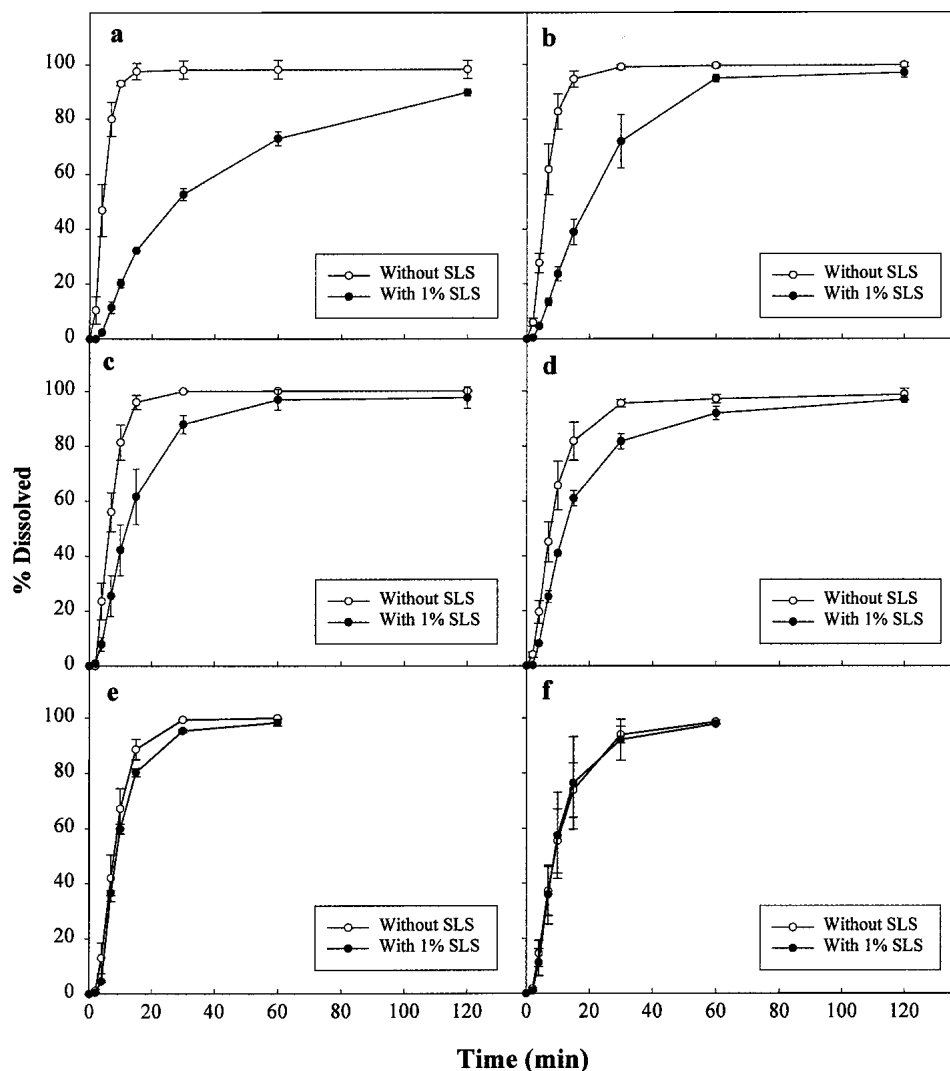 a
100
80
60
40
20
0
Without SLS
With 1% SLS
b
Without SLS
With 1% SLS
c
100
80
60
40
20
0
Without SLS
With 1% SLS
d
Without SLS
With 1% SLS
% Dissolved
e
100
80
60
40
20
0
Without SLS
With 1% SLS
f
Without SLS
With 1% SLS
0 20 40 60 80 100 120
0 20 40 60 80 100 120
Time (min)